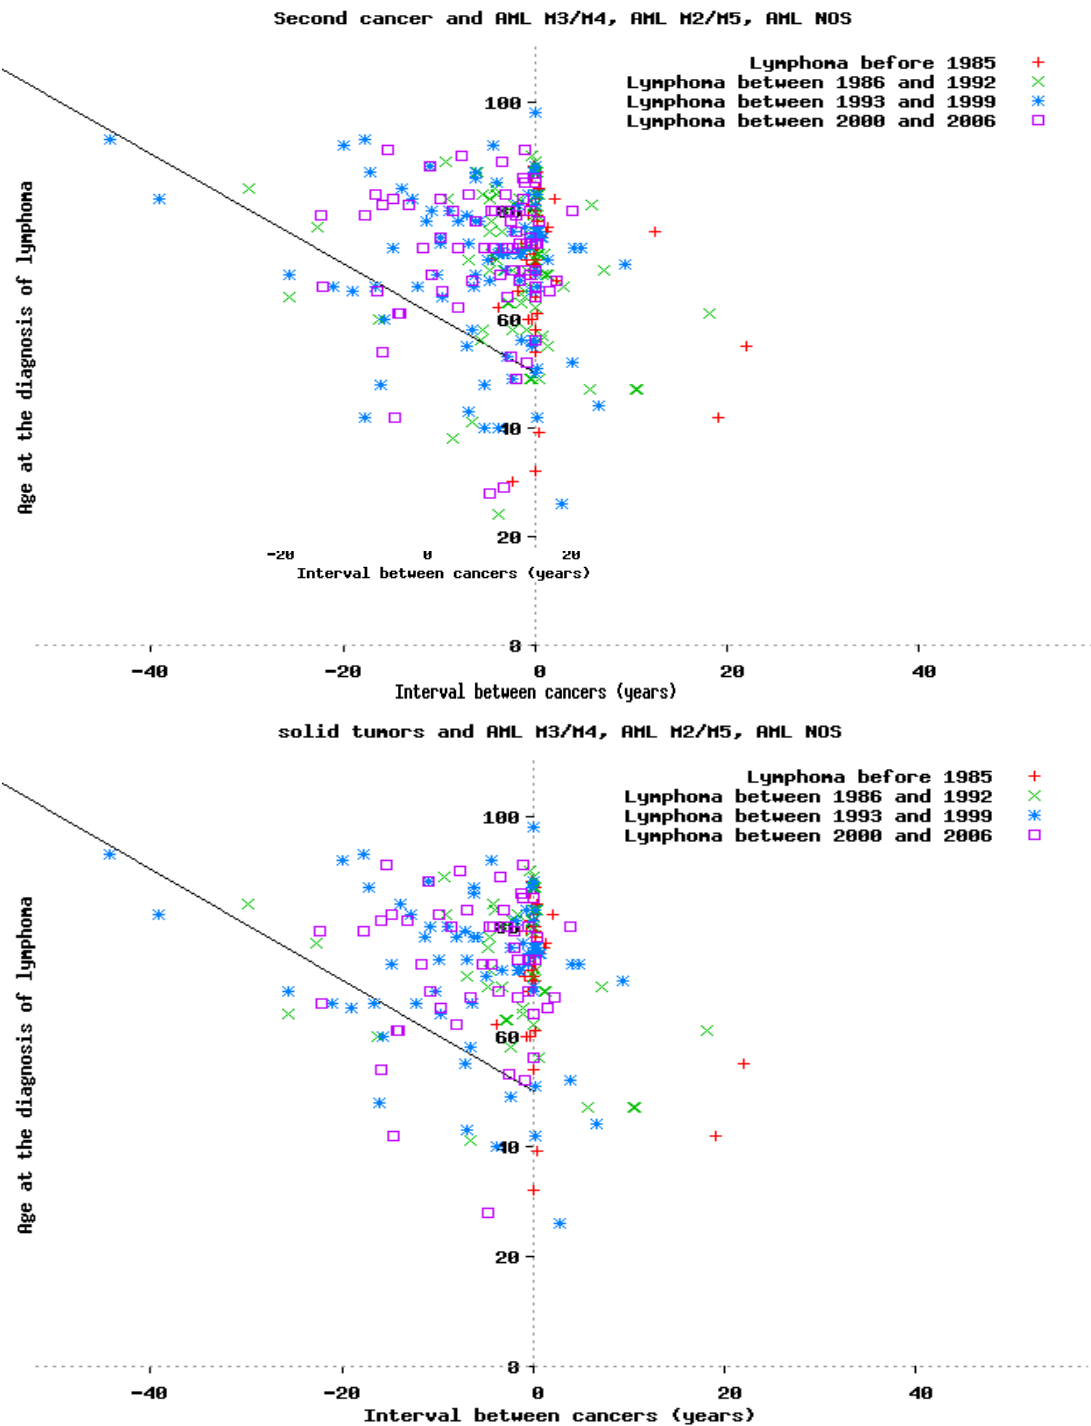 Second cancer and AML M3/M4, AML M2/M5, AML NOS
Lymphoma before 1985
Lymphoma between 1986 and 1992
Lymphoma between 1993 and 1999
Lymphoma between 2000 and 2006
Age at the diagnosis of lymphoma
100
80
60
40
20
-20 0 20
Interval between cancers (years)
0
-40 -20 0 20 40
Interval between cancers (years)
solid tumors and AML M3/M4, AML M2/M5, AML NOS
Lymphoma before 1985
Lymphoma between 1986 and 1992
Lymphoma between 1993 and 1999
Lymphoma between 2000 and 2006
Age at the diagnosis of lymphoma
100
80
60
40
20
0
-40 -20 0 20 40
Interval between cancers (years)